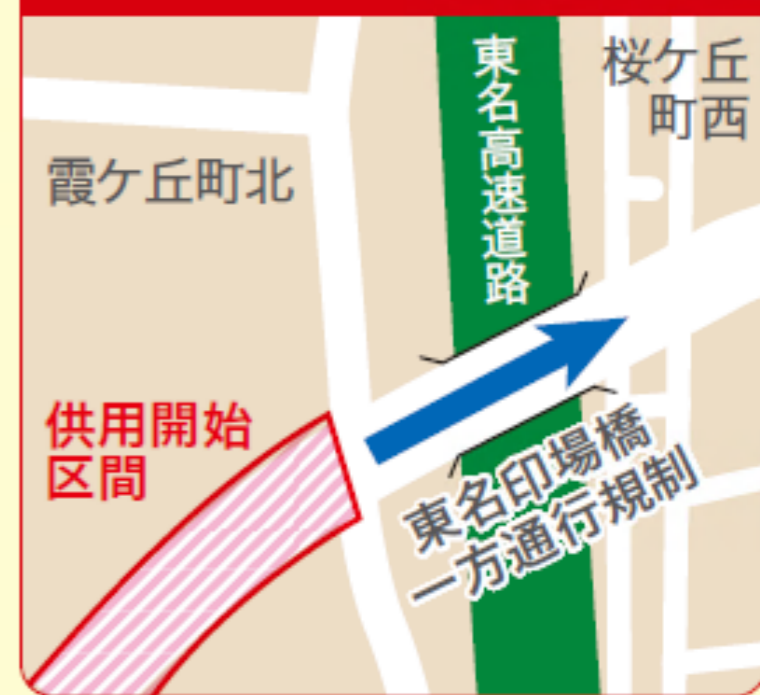 東名高速道路
桜ケ丘
町西
霞ケ丘町北
供用開始
区間
東名印場橋
一方通行規制